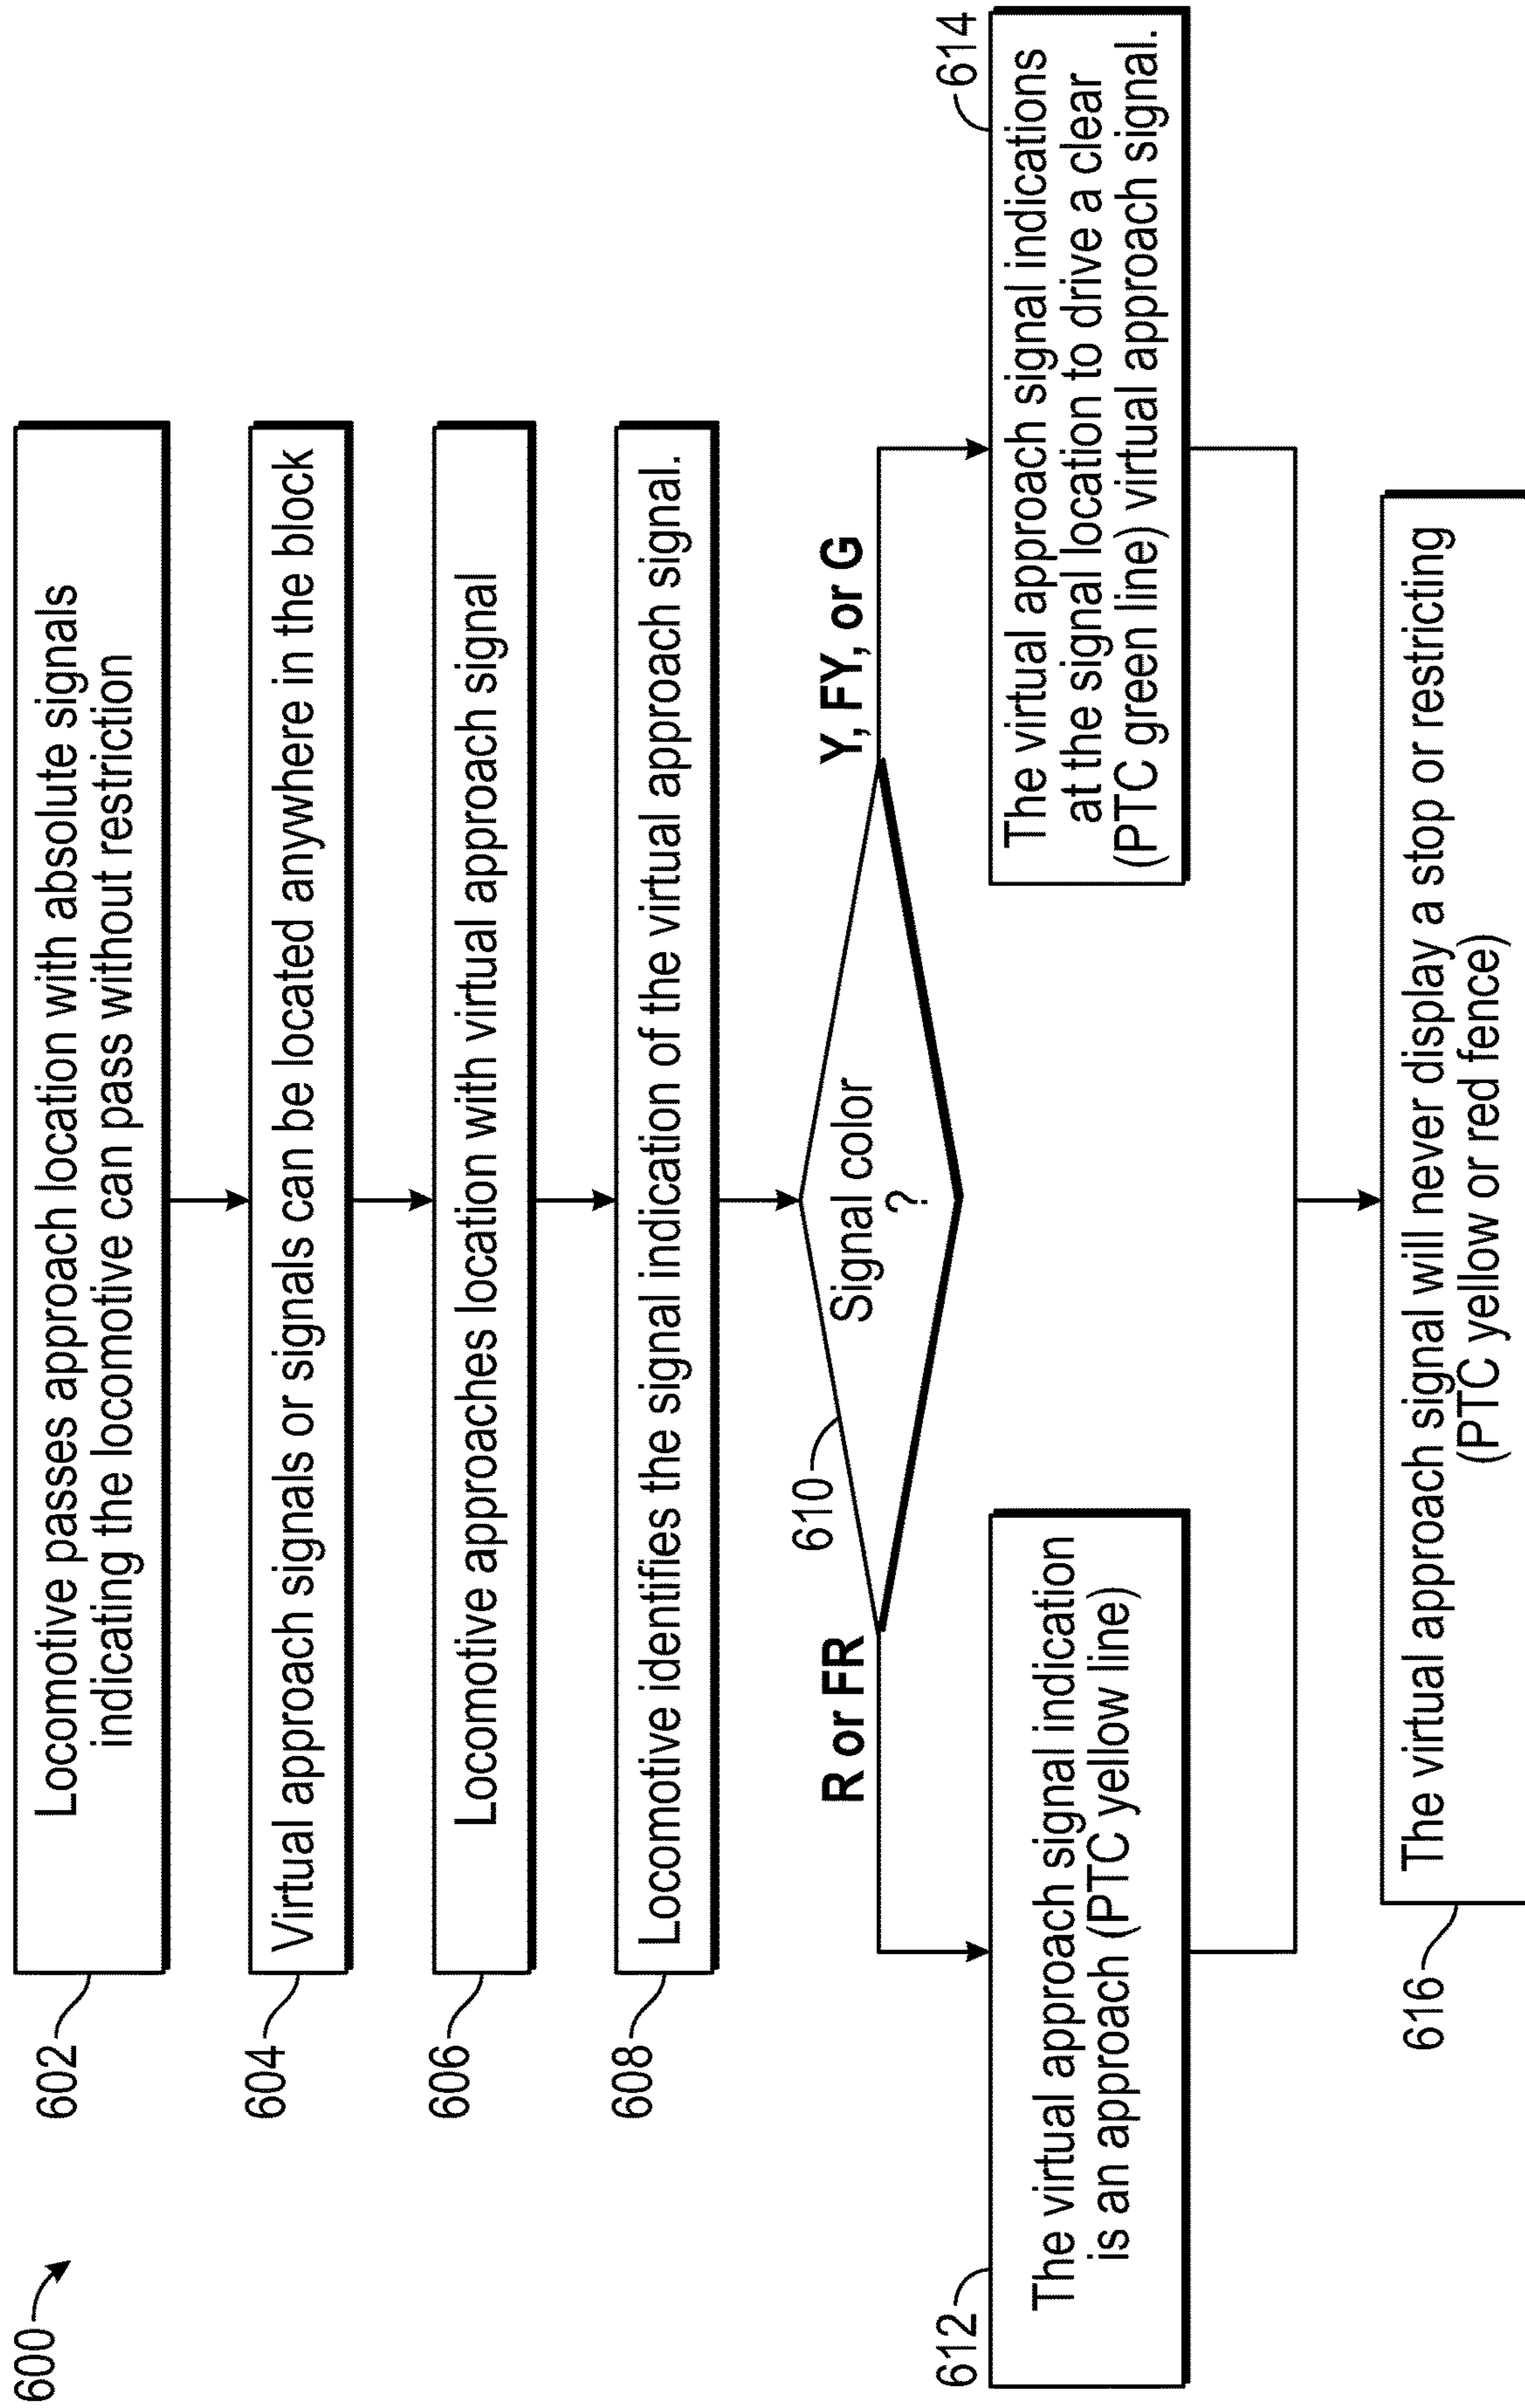 600
602
Locomotive passes approach location with absolute signals
indicating the locomotive can pass without restriction
604
Virtual approach signals or signals can be located anywhere in the block
606
Locomotive approaches location with virtual approach signal
608
Locomotive identifies the signal indication of the virtual approach signal.
610
Signal color
?
R or FR
Y, FY, or G
612
The virtual approach signal indication
is an approach (PTC yellow line)
614
The virtual approach signal indications
at the signal location to drive a clear
(PTC green line) virtual approach signal.
616
The virtual approach signal will never display a stop or restricting
(PTC yellow or red fence)